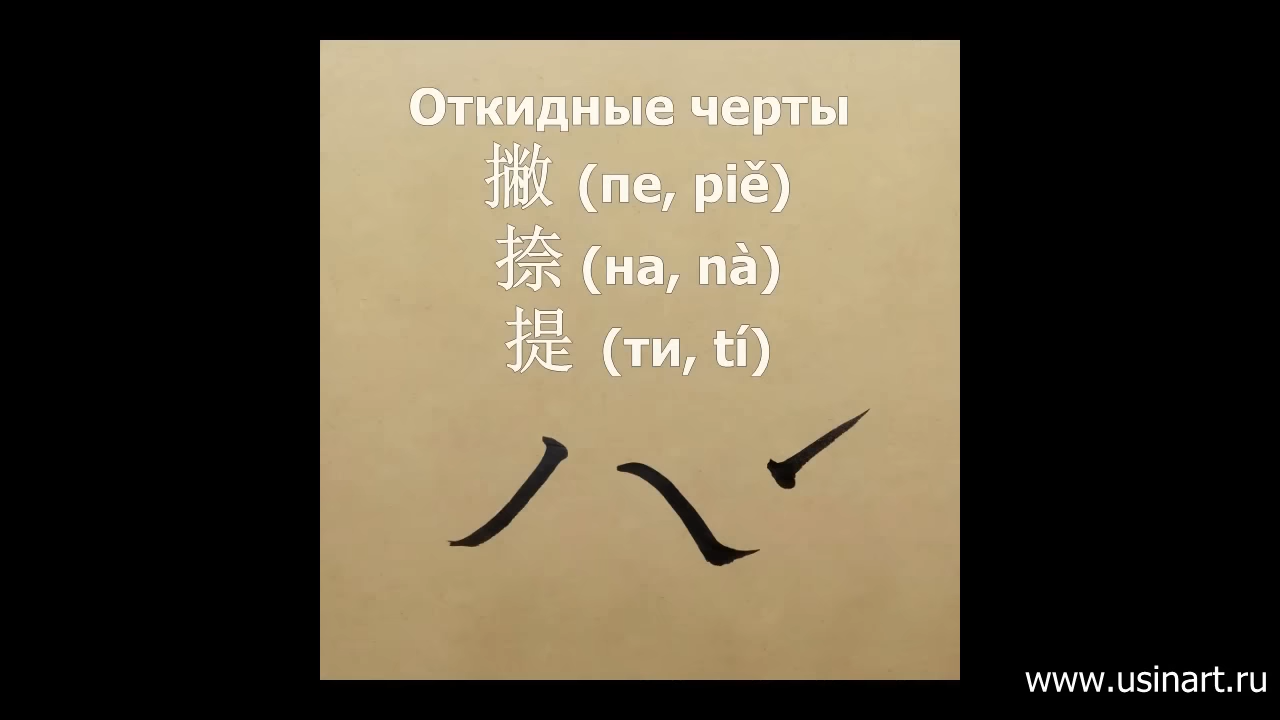 Откидные черты
撇 (пе, piě)
捺 (на, nà)
提 (ти, tí)
www.usinart.ru